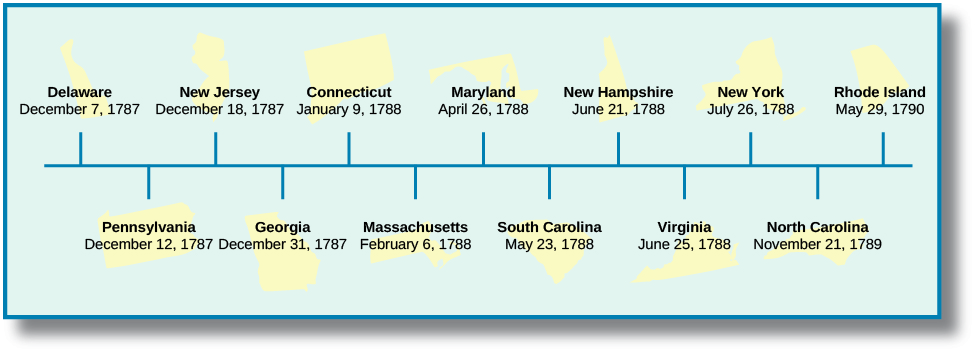 Delaware
December 7, 1787
New Jersey
December 18, 1787
Connecticut
January 9, 1788
Maryland
April 26, 1788
New Hampshire
June 21, 1788
New York
July 26, 1788
Rhode Island
May 29, 1790
Pennsylvania
December 12, 1787
Georgia
December 31, 1787
Massachusetts
February 6, 1788
South Carolina
May 23, 1788
Virginia
June 25, 1788
North Carolina
November 21, 1789